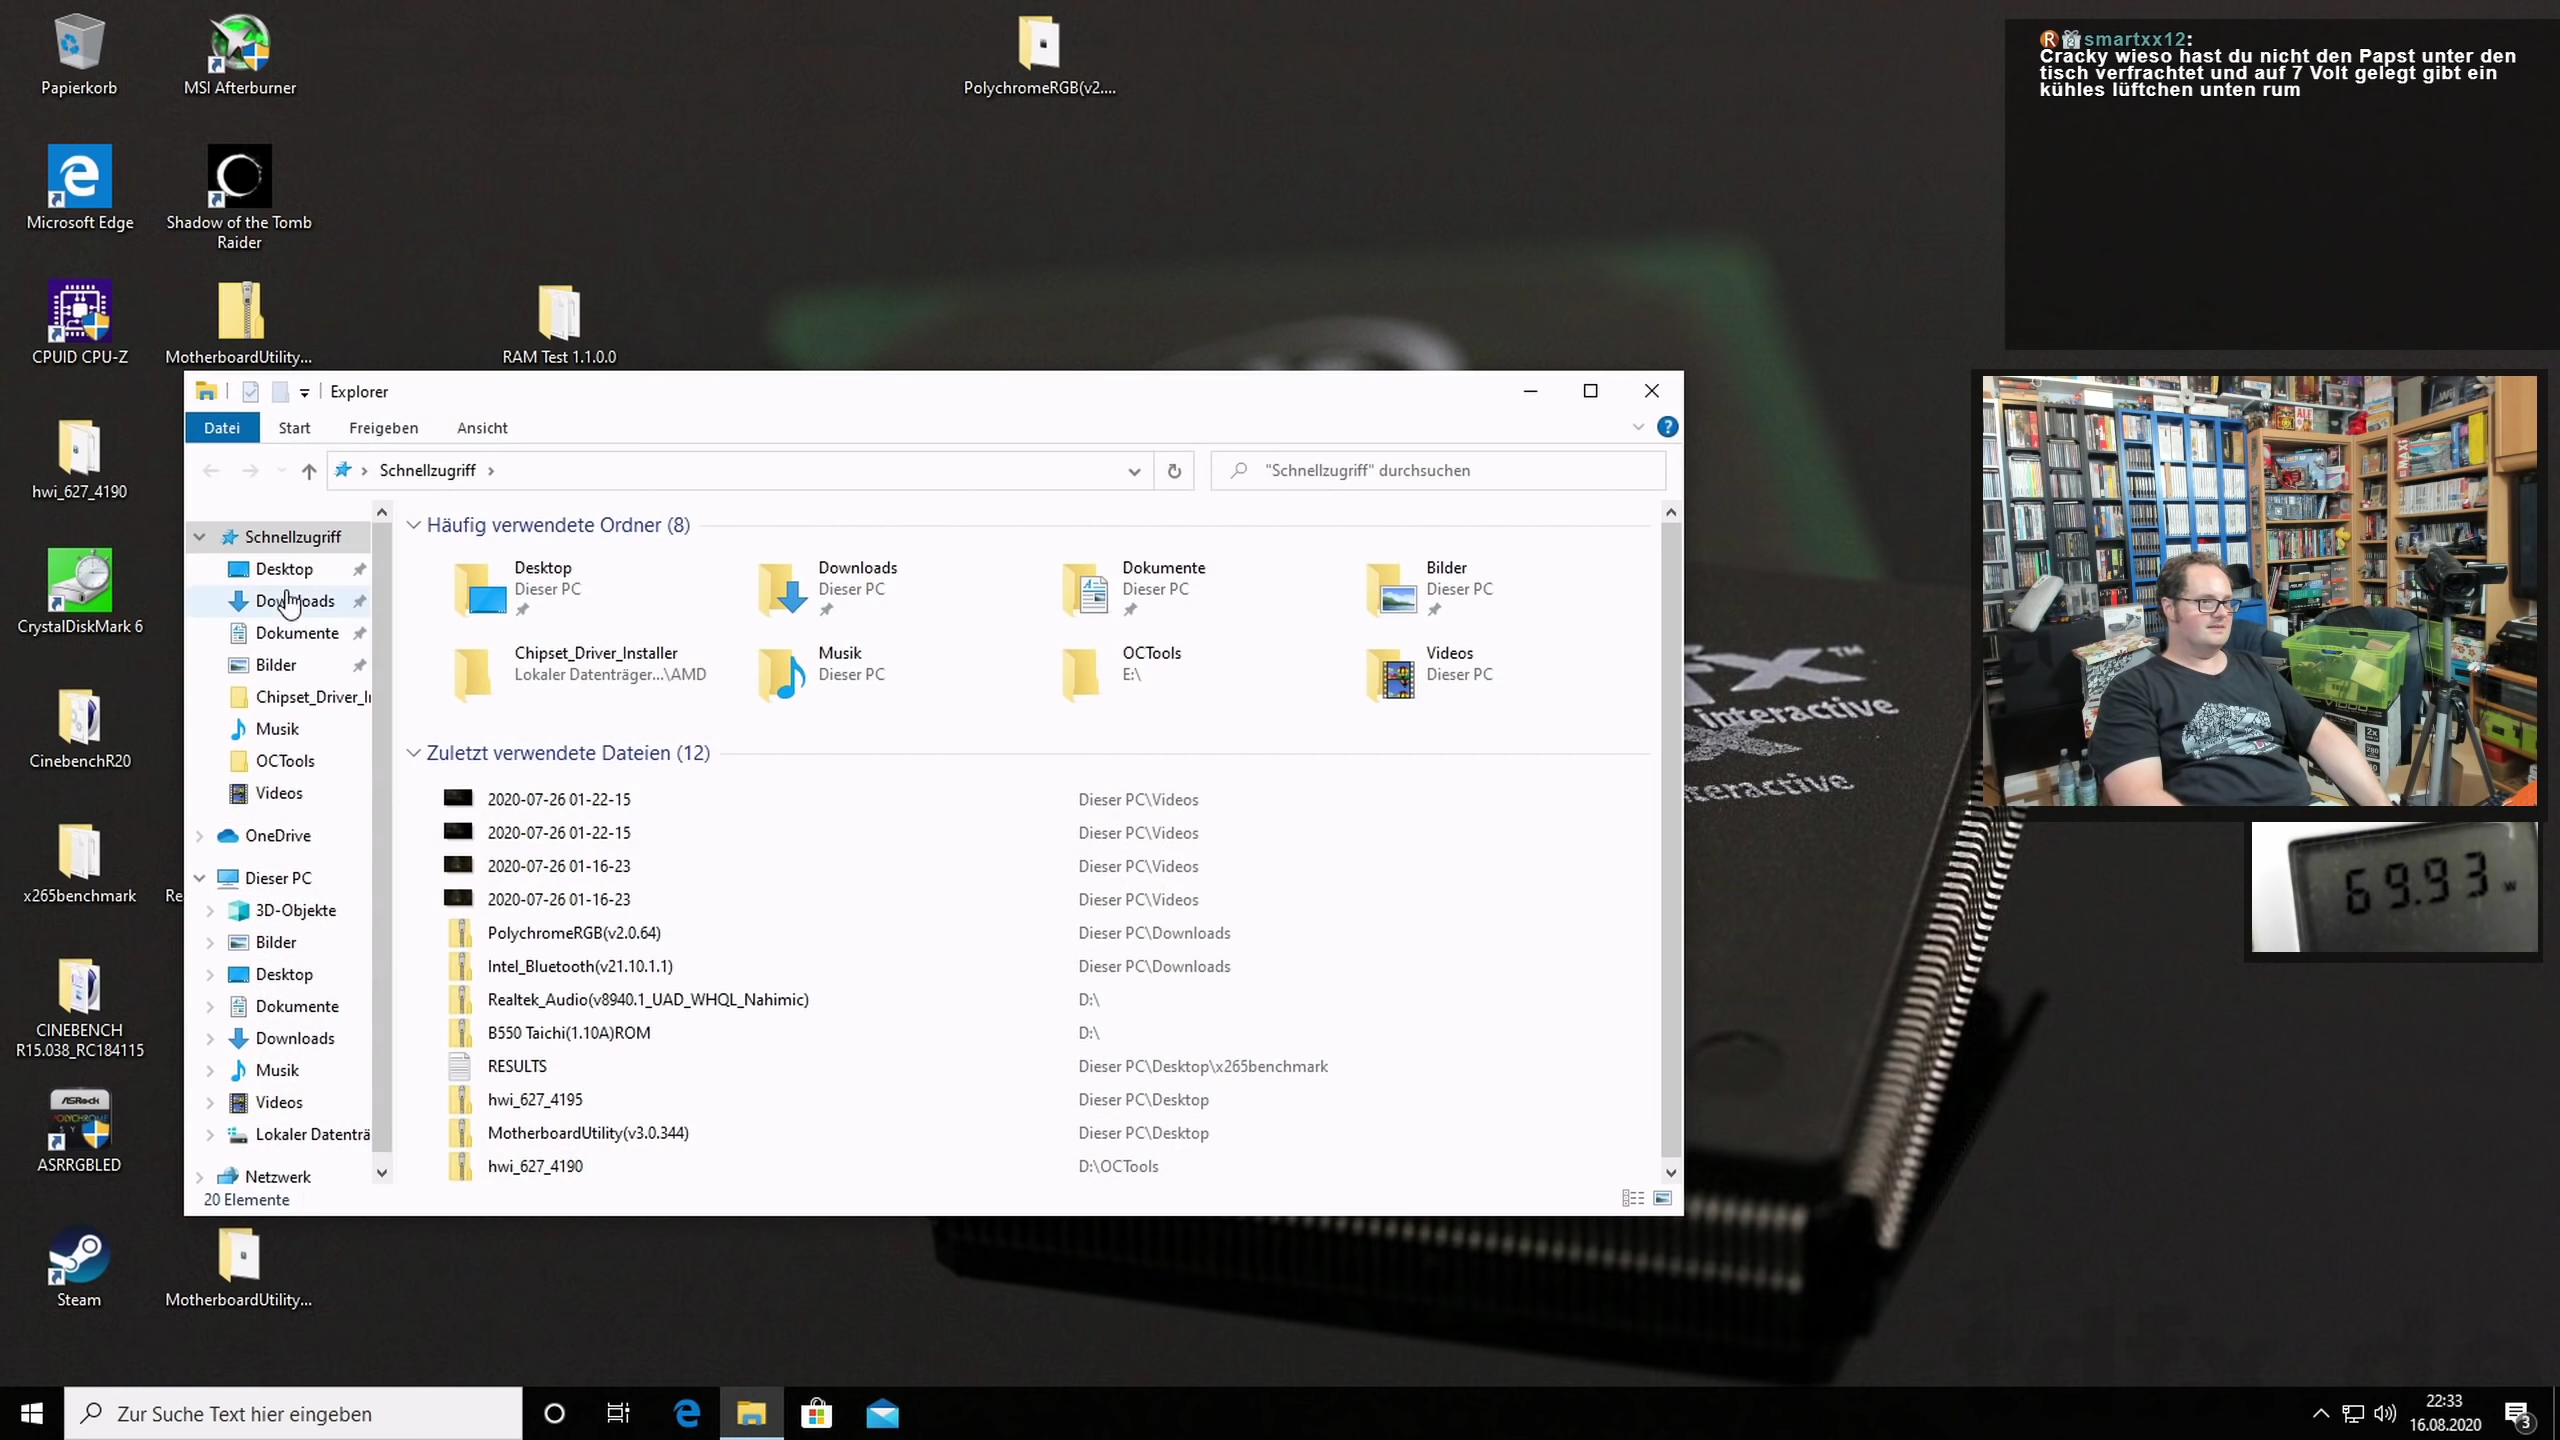 Papierkorb
MSI Afterburner
PolychromeRGB(v2....
Microsoft Edge
Shadow of the Tomb
Raider
CPUID CPU-Z
MotherboardUtility...
RAM Test 1.1.0.0
hwi_627_4190
CrystalDiskMark 6
CinebenchR20
x265benchmark
Re
CINEBENCH
R15.038_RC184115
ASRock
ASRRGBLED
Steam
MotherboardUtility...
smartxx12:
Cracky wieso hast du nicht den Papst unter den
tisch verfrachtet und auf 7 Volt gelegt gibt ein
kühles lüftchen unten rum
Explorer
Datei
Start
Freigeben
Ansicht
Schnellzugriff
"Schnellzugriff" durchsuchen
Schnellzugriff
Desktop
Downloads
Dokumente
Bilder
Chipset_Driver_I
Musik
OCTools
Videos
OneDrive
Dieser PC
3D-Objekte
Bilder
Desktop
Dokumente
Downloads
Musik
Videos
Lokaler Datenträ
Netzwerk
20 Elemente
Häufig verwendete Ordner (8)
Desktop
Dieser PC
Downloads
Dieser PC
Dokumente
Dieser PC
Bilder
Dieser PC
Chipset_Driver_Installer
Lokaler Datenträger...\AMD
Musik
Dieser PC
OCTools
E:\
Videos
Dieser PC
Zuletzt verwendete Dateien (12)
2020-07-26 01-22-15 Dieser PC\Videos
2020-07-26 01-22-15 Dieser PC\Videos
2020-07-26 01-16-23 Dieser PC\Videos
2020-07-26 01-16-23 Dieser PC\Videos
PolychromeRGB(v2.0.64) Dieser PC\Downloads
Intel_Bluetooth(v21.10.1.1) Dieser PC\Downloads
Realtek_Audio(v8940.1_UAD_WHQL_Nahimic) D:\
B550 Taichi(1.10A)ROM D:\
RESULTS Dieser PC\Desktop\x265benchmark
hwi_627_4195 Dieser PC\Desktop
MotherboardUtility(v3.0.344) Dieser PC\Desktop
hwi_627_4190 D:\OCTools
fx™
interactive
interactive
69.93 W
Zur Suche Text hier eingeben
22:33
16.08.2020
3